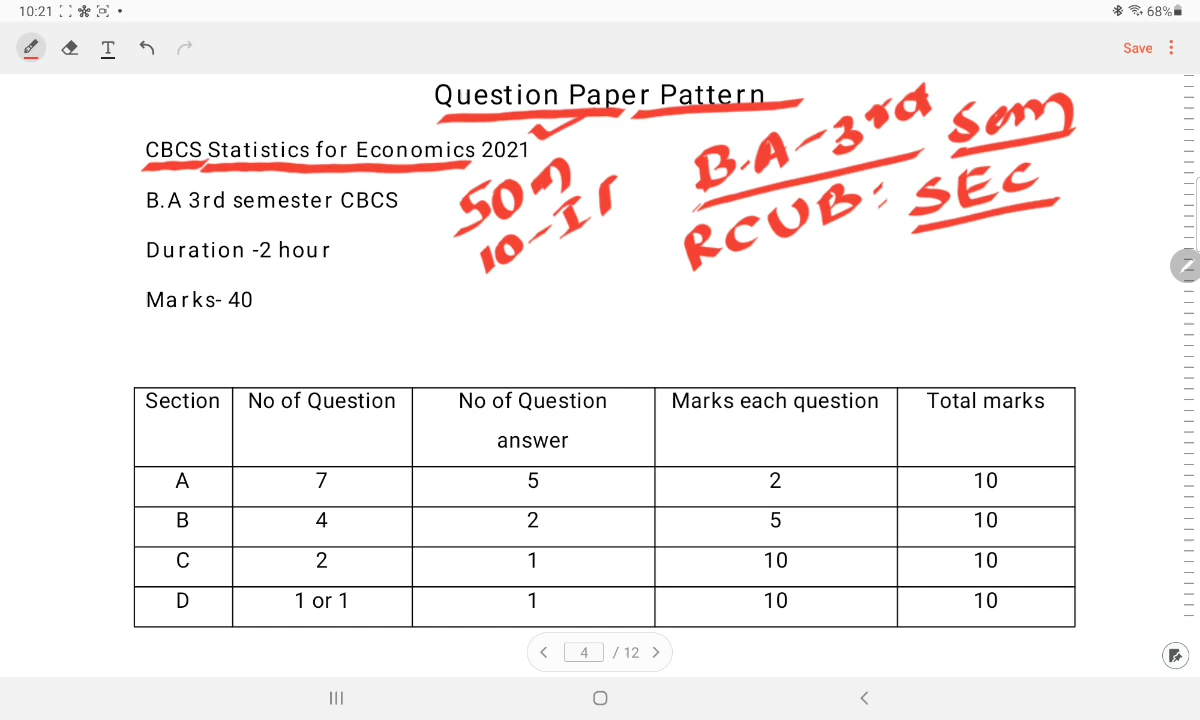 10:21
68%
Save
Question Paper Pattern
CBCS Statistics for Economics 2021
B.A 3rd semester CBCS
Duration -2 hour
Marks- 40
50m
10-I
B.A-3rd Sem
RCUB: SEC
Section No of Question No of Question answer Marks each question Total marks
A 7 5 2 10
B 4 2 5 10
C 2 1 10 10
D 1 or 1 1 10 10
4 / 12